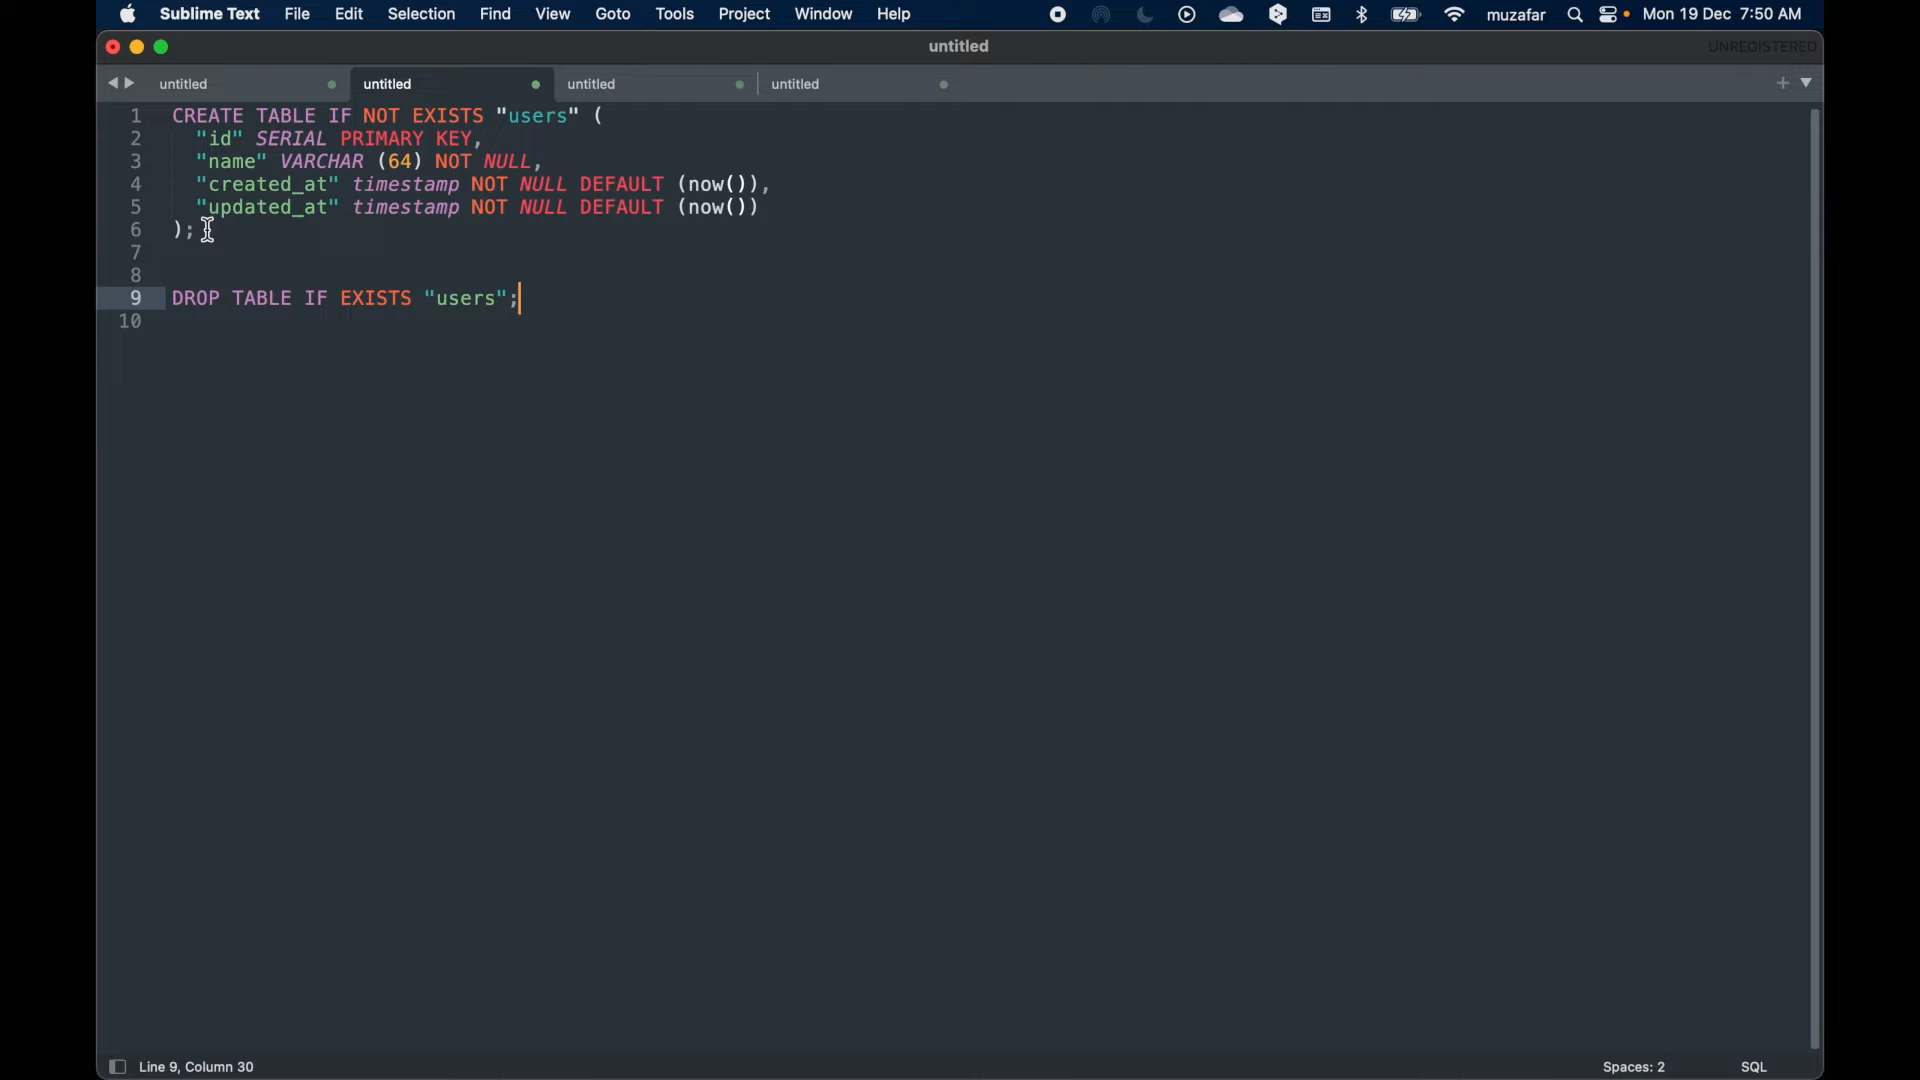 Sublime Text File Edit Selection Find View Goto Tools Project Window Help muzafar Mon 19 Dec 7:50 AM
untitled UNREGISTERED
untitled untitled untitled untitled
1 CREATE TABLE IF NOT EXISTS "users" (
2 "id" SERIAL PRIMARY KEY,
3 "name" VARCHAR (64) NOT NULL,
4 "created_at" timestamp NOT NULL DEFAULT (now()),
5 "updated_at" timestamp NOT NULL DEFAULT (now())
6 );
7
8
9 DROP TABLE IF EXISTS "users";
10
Line 9, Column 30 Spaces: 2 SQL